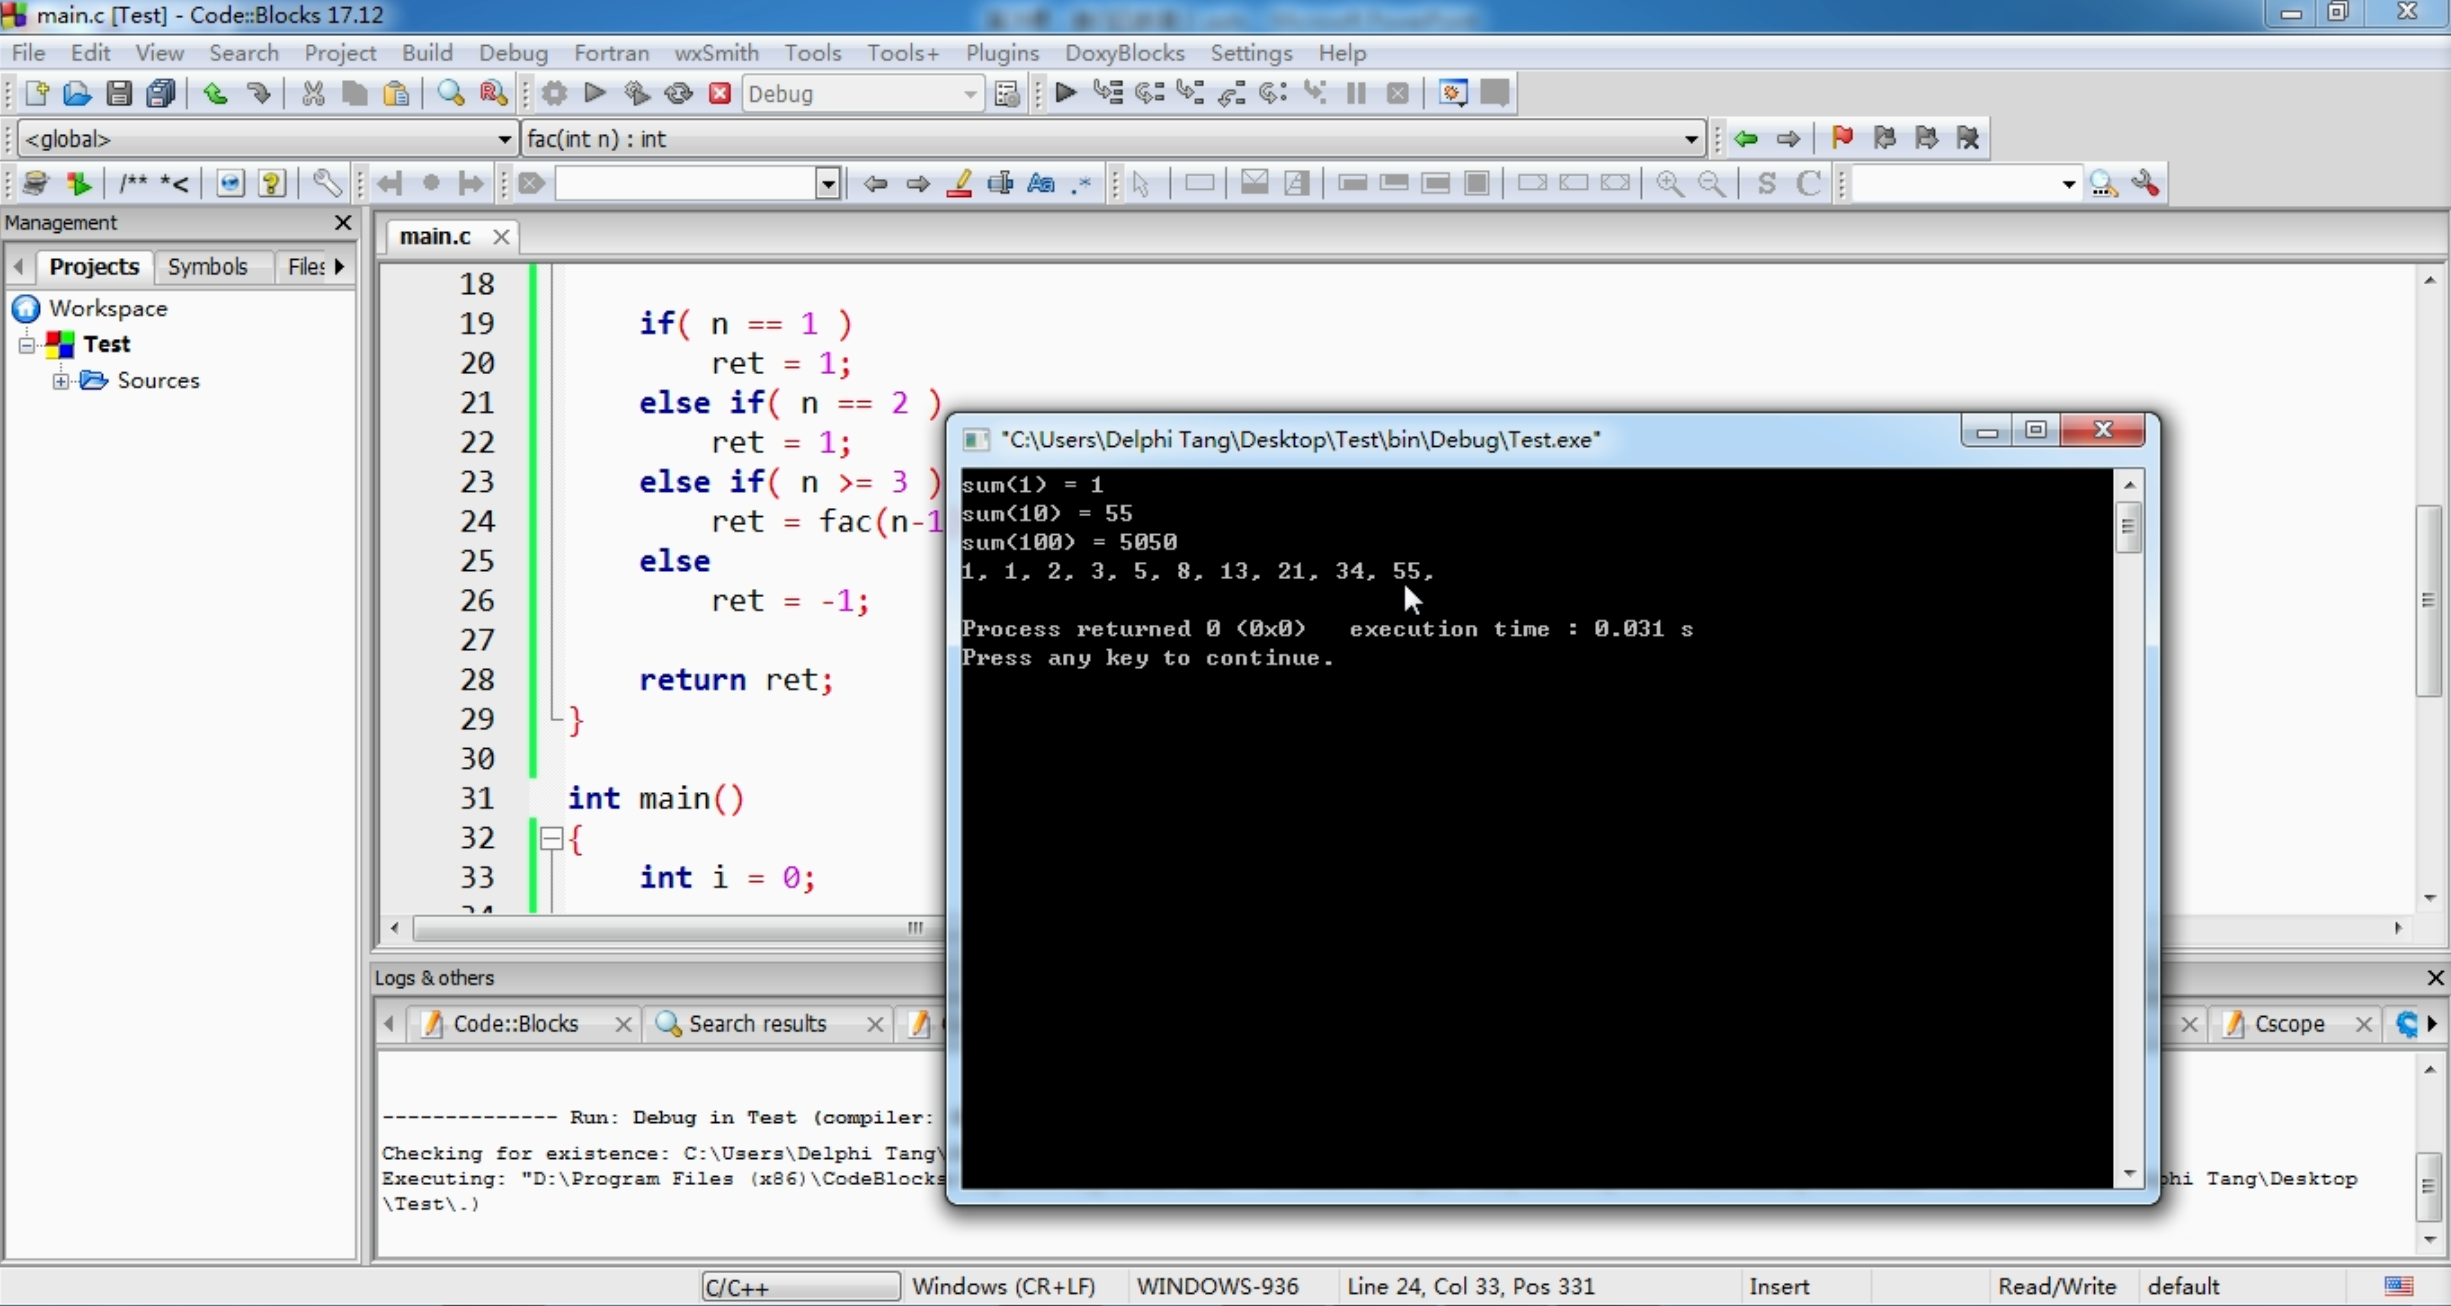 main.c [Test] - Code::Blocks 17.12
File Edit View Search Project Build Debug Fortran wxSmith Tools Tools+ Plugins DoxyBlocks Settings Help
Debug
<global> fac(int n) : int
/** *<
S C
Management
main.c
Projects Symbols Files
Workspace
Test
Sources
18
19 if( n == 1 )
20 ret = 1;
21 else if( n == 2 )
22 ret = 1;
23 else if( n >= 3 )
24 ret = fac(n-1
25 else
26 ret = -1;
27
28 return ret;
29 }
30
31 int main()
32 {
33 int i = 0;
34
"C:\Users\Delphi Tang\Desktop\Test\bin\Debug\Test.exe"
sum(1) = 1
sum(10) = 55
sum(100) = 5050
1, 1, 2, 3, 5, 8, 13, 21, 34, 55,
Process returned 0 (0x0) execution time : 0.031 s
Press any key to continue.
Logs & others
Code::Blocks Search results Cscope
-------------- Run: Debug in Test (compiler:
Checking for existence: C:\Users\Delphi Tang\
Executing: "D:\Program Files (x86)\CodeBlocks phi Tang\Desktop
\Test\.)
C/C++ Windows (CR+LF) WINDOWS-936 Line 24, Col 33, Pos 331 Insert Read/Write default